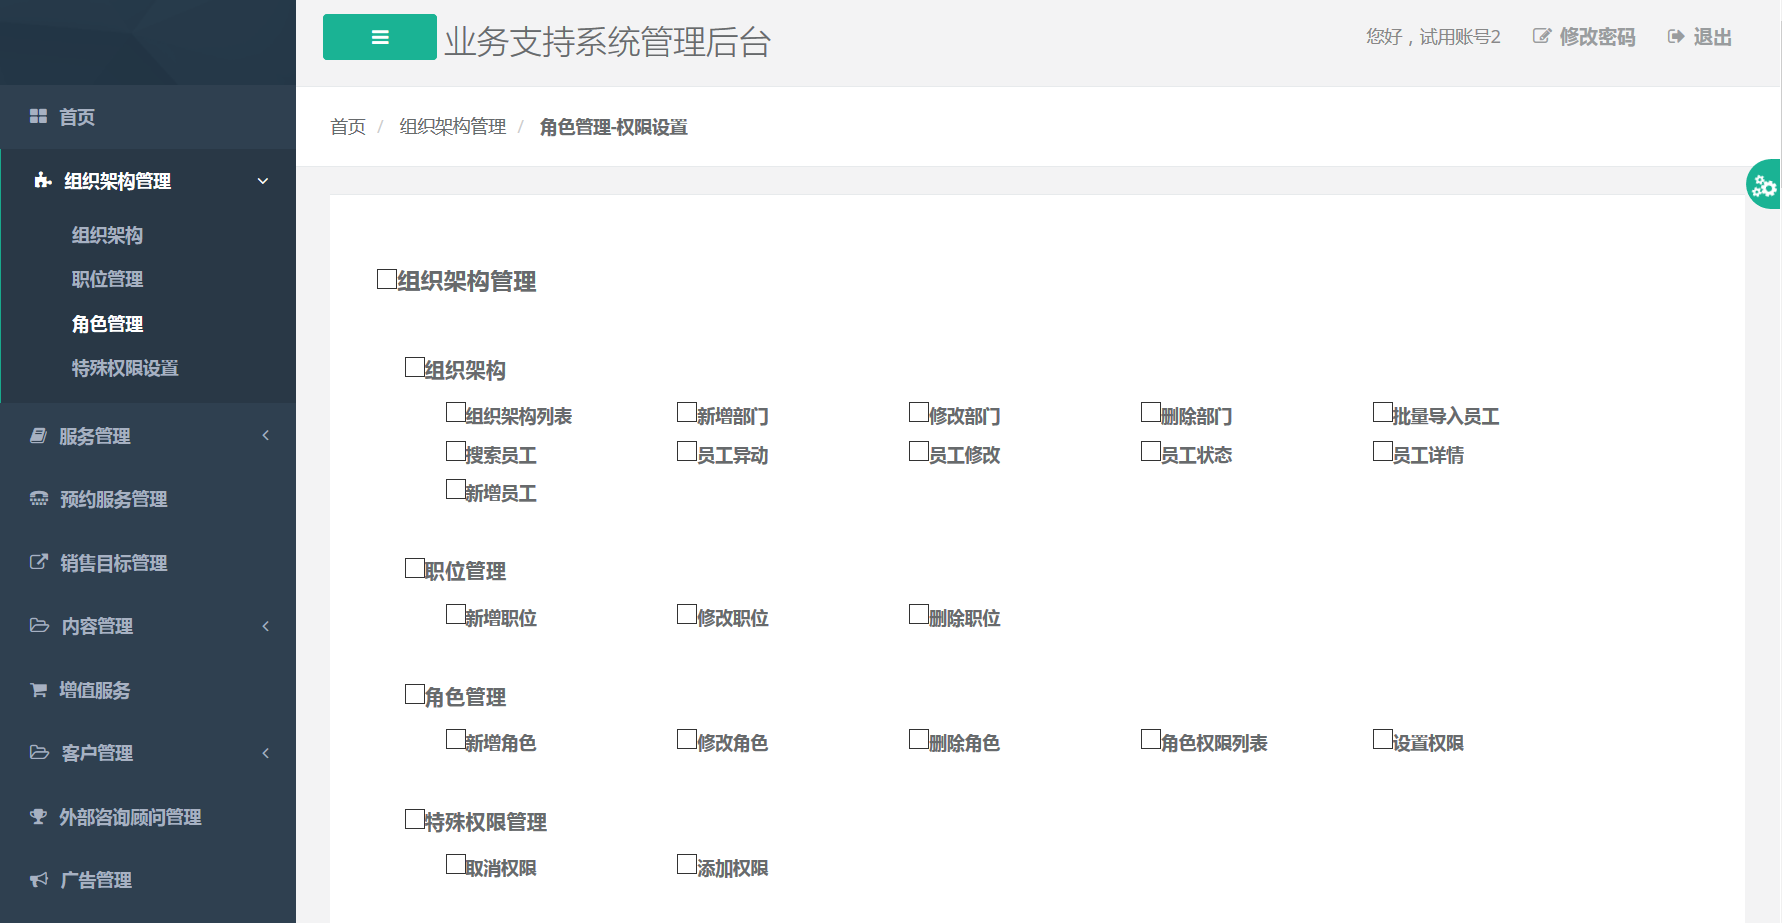 业务支持系统管理后台
您好，试用账号2 修改密码 退出
首页
组织架构管理
组织架构
职位管理
角色管理
特殊权限设置
服务管理
预约服务管理
销售目标管理
内容管理
增值服务
客户管理
外部咨询顾问管理
广告管理
首页 / 组织架构管理 / 角色管理-权限设置
组织架构管理
组织架构
组织架构列表 新增部门 修改部门 删除部门 批量导入员工
搜索员工 员工异动 员工修改 员工状态 员工详情
新增员工
职位管理
新增职位 修改职位 删除职位
角色管理
新增角色 修改角色 删除角色 角色权限列表 设置权限
特殊权限管理
取消权限 添加权限